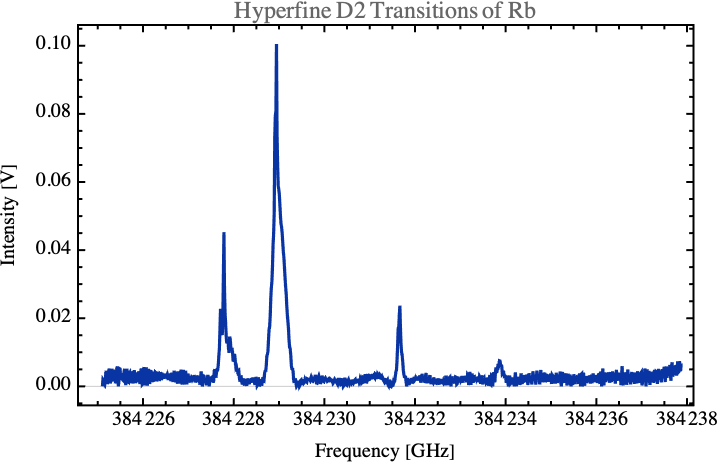 Hyperfine D2 Transitions of Rb
0.10
0.08
0.06
0.04
0.02
0.00
Intensity [V]
384 226 384 228 384 230 384 232 384 234 384 236 384 238
Frequency [GHz]